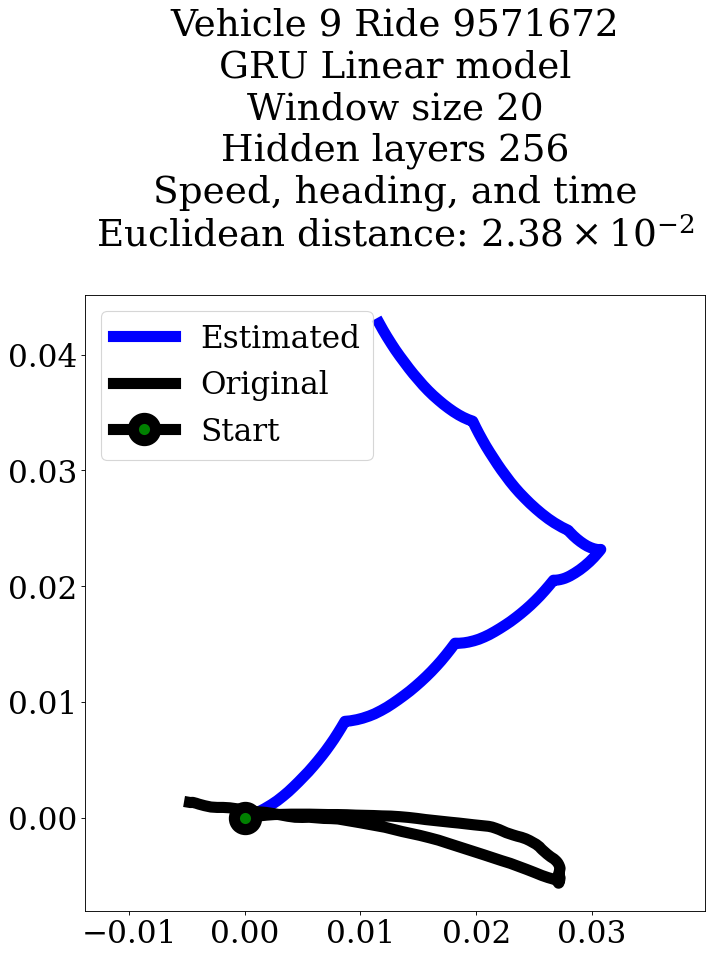 Vehicle 9 Ride 9571672
GRU Linear model
Window size 20
Hidden layers 256
Speed, heading, and time
Euclidean distance: 2.38 × 10⁻²
Estimated
Original
Start
0.04
0.03
0.02
0.01
0.00
−0.01 0.00 0.01 0.02 0.03